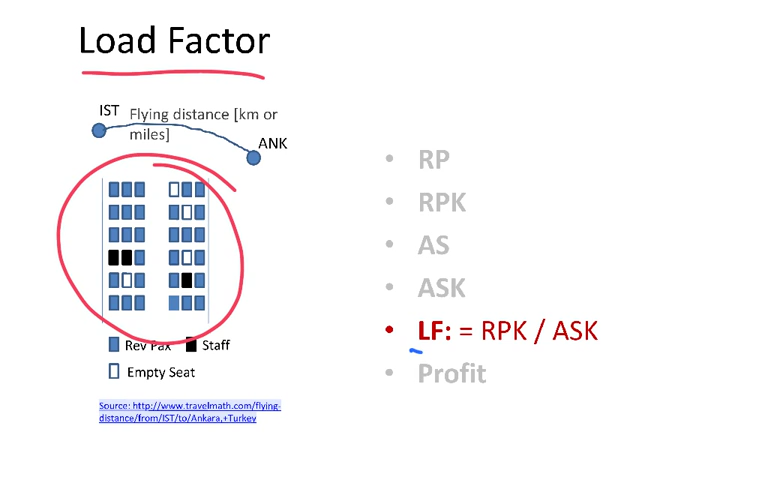 Load Factor
IST
Flying distance [km or
miles]
ANK
Rev Pax
Staff
Empty Seat
Source: http://www.travelmath.com/flying-
distance/from/IST/to/Ankara,+Turkey
• RP
• RPK
• AS
• ASK
• LF: = RPK / ASK
• Profit